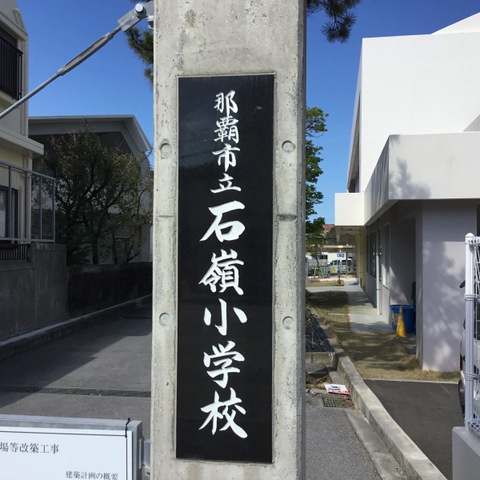 那覇市立石嶺小学校
場等改築工事
建築計画の概要